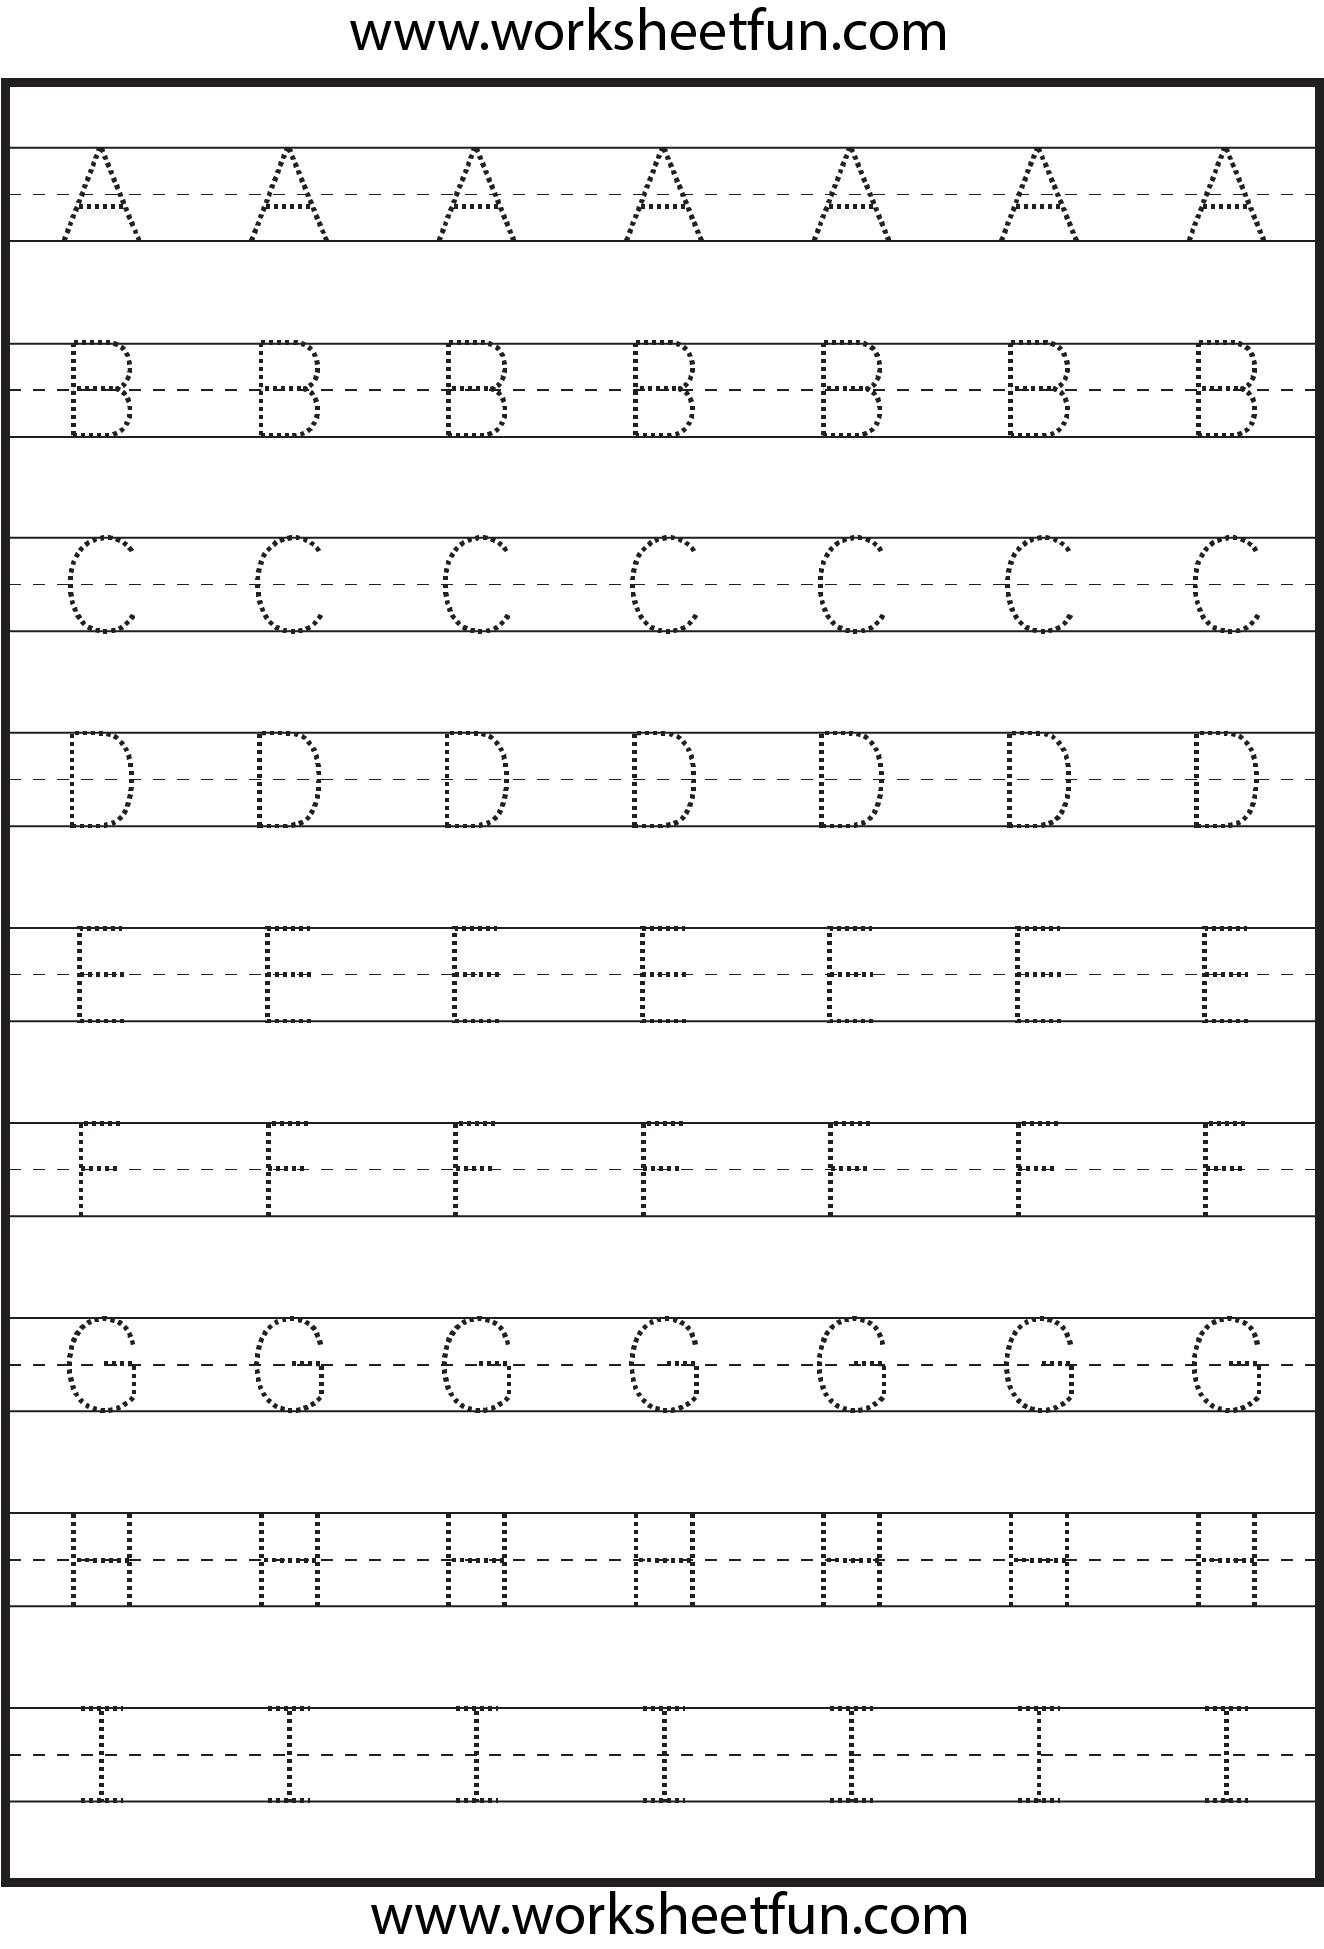 www.worksheetfun.com
A A A A A A A
B B B B B B B
C C C C C C C
D D D D D D D
E E E E E E E
F F F F F F F
G G G G G G G
H H H H H H H
I I I I I I I
www.worksheetfun.com